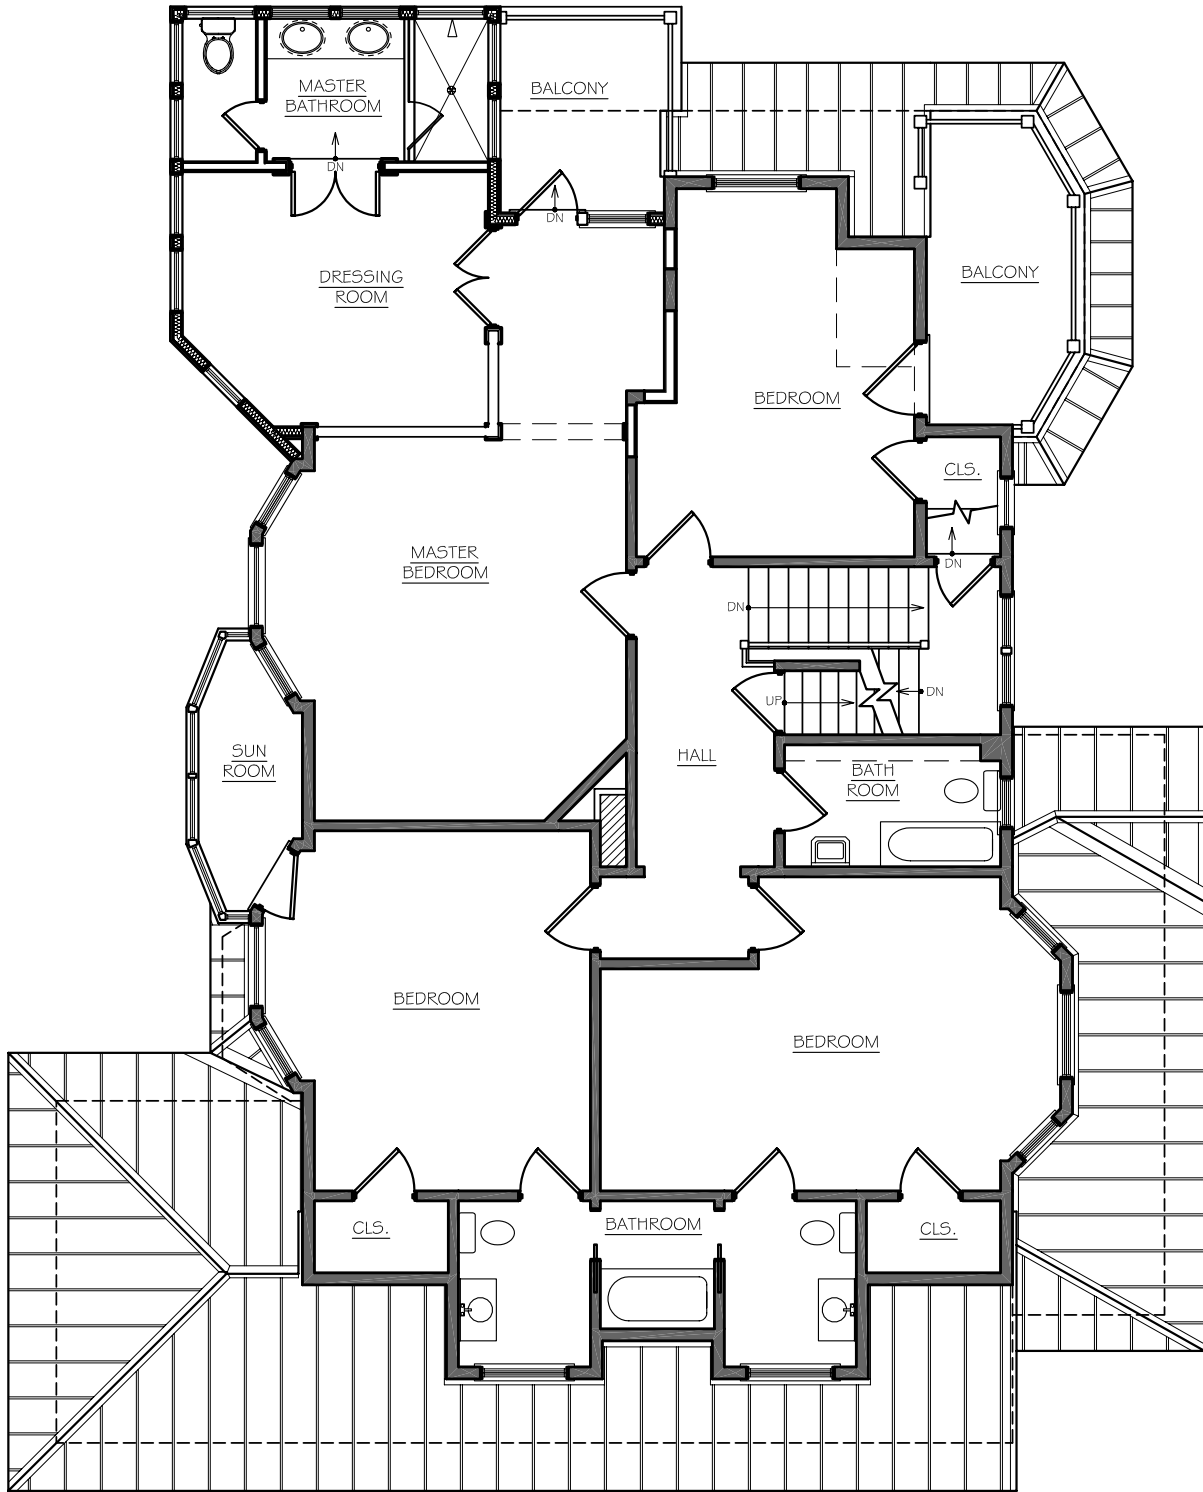 MASTER
BATHROOM
BALCONY
DN
DN
DRESSING
ROOM
BALCONY
BEDROOM
CLS.
MASTER
BEDROOM
DN
DN
DN
UP
SUN
ROOM
HALL
BATH
ROOM
BEDROOM
BEDROOM
CLS.
BATHROOM
CLS.